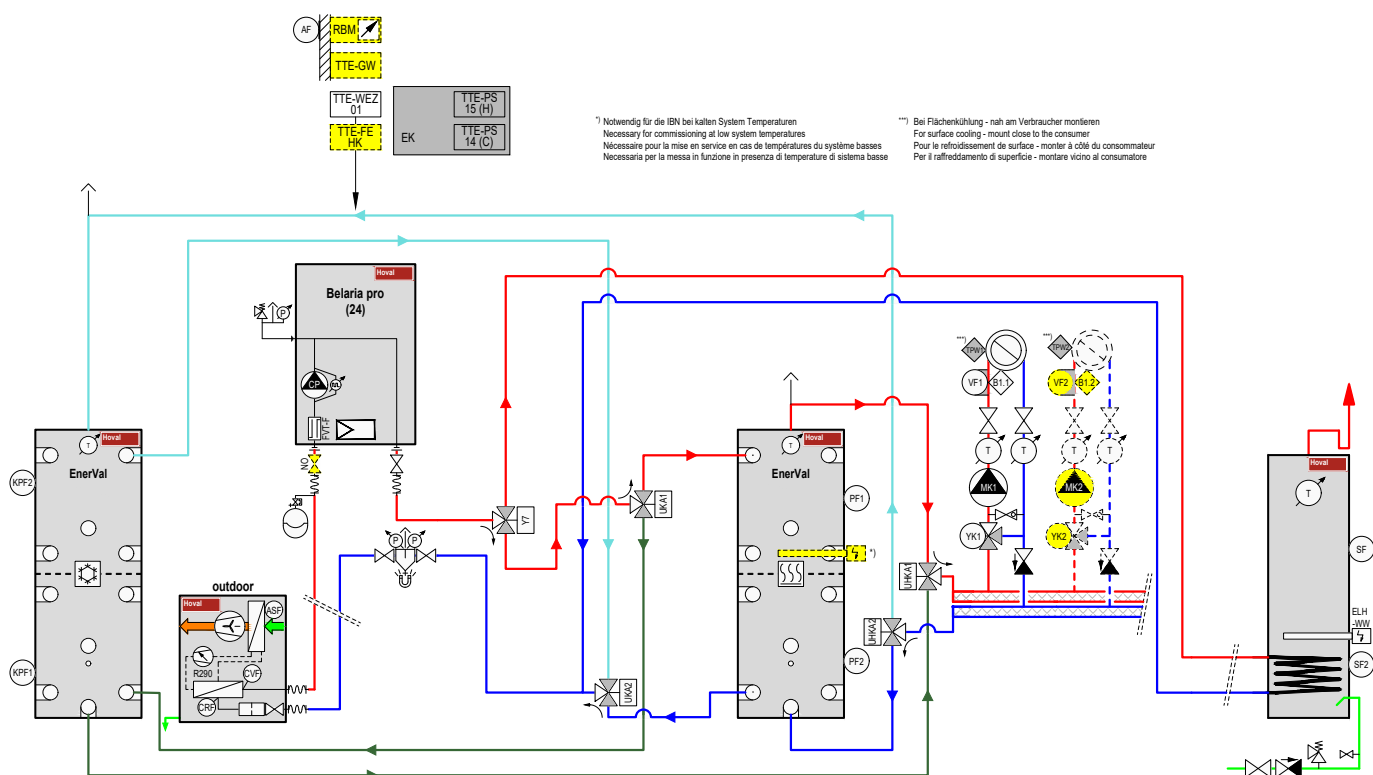 AF
RBM
TTE-GW
TTE-WEZ
01
TTE-FE
HK
EK
TTE-PS
15 (H)
TTE-PS
14 (C)
*) Notwendig für die IBN bei kalten System Temperaturen
Necessary for commissioning at low system temperatures
Nécessaire pour la mise en service en cas de températures du système basses
Necessaria per la messa in funzione in presenza di temperature di sistema basse
***) Bei Flächenkühlung - nah am Verbraucher montieren
For surface cooling - mount close to the consumer
Pour le refroidissement de surface - monter à côté du consommateur
Per il raffreddamento di superficie - montare vicino al consumatore
Hoval
Belaria pro
(24)
P
CP
FVT-F
NO
Hoval
T
EnerVal
KPF2
KPF1
outdoor
Hoval
ASF
R290
CVF
CRF
P
P
Y7
UKA1
UKA2
Hoval
T
EnerVal
PF1
*)
PF2
UHKA1
UHKA2
***)
TPW1
VF1
B1.1
T
T
MK1
YK1
***)
TPW2
VF2
B1.2
T
T
MK2
YK2
Hoval
T
SF
ELH
-WW
SF2